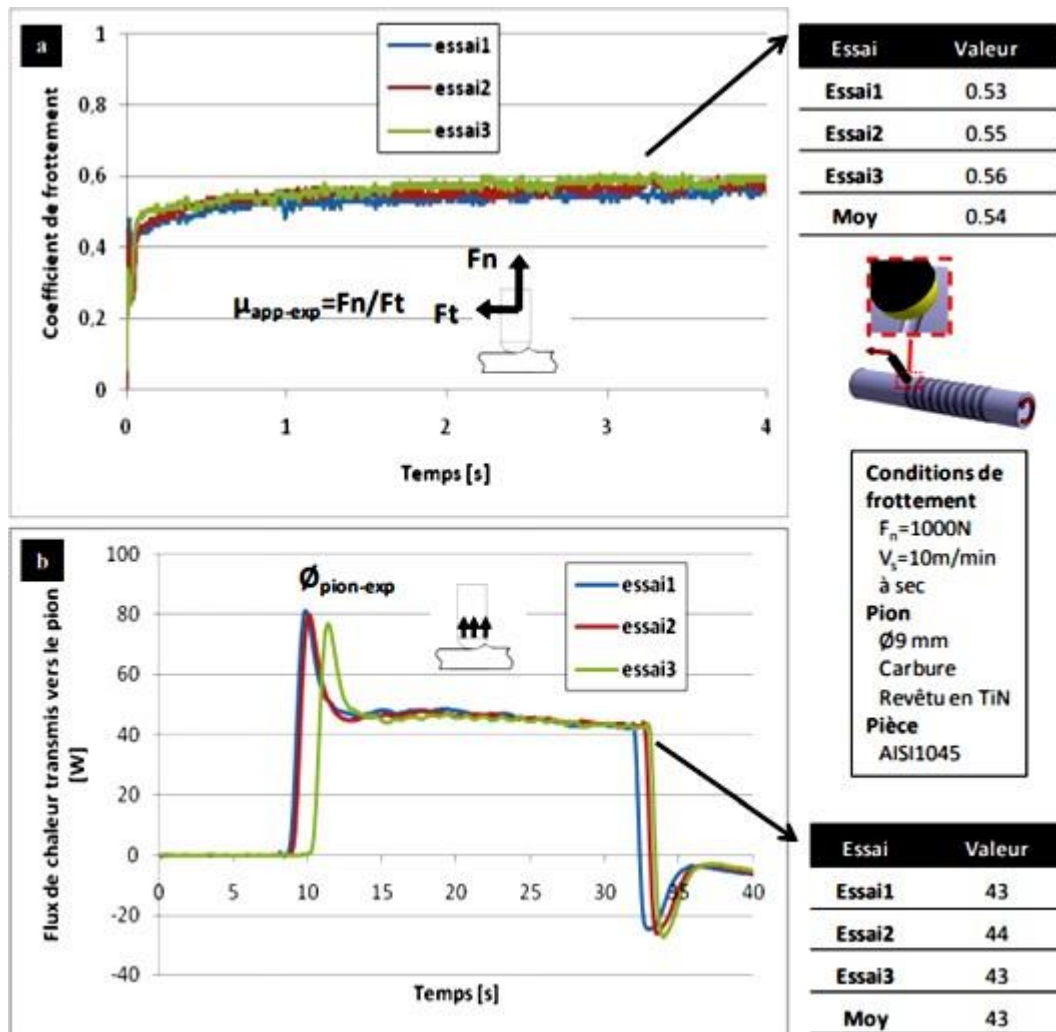 a
Coefficient de frottement
1
0,8
0,6
0,4
0,2
0
0 1 2 3 4
Temps [s]
essai1
essai2
essai3
Fn
Ft
μapp-exp=Fn/Ft
Essai Valeur
Essai1 0.53
Essai2 0.55
Essai3 0.56
Moy 0.54
Conditions de
frottement
Fn=1000N
Vs=10m/min
à sec
Pion
Ø9 mm
Carbure
Revêtu en TiN
Pièce
AISI1045
b
Flux de chaleur transmis vers le pion
[W]
100
80
60
40
20
0
-20
-40
0 5 10 15 20 25 30 35 40
Temps [s]
Øpion-exp
essai1
essai2
essai3
Essai Valeur
Essai1 43
Essai2 44
Essai3 43
Moy 43